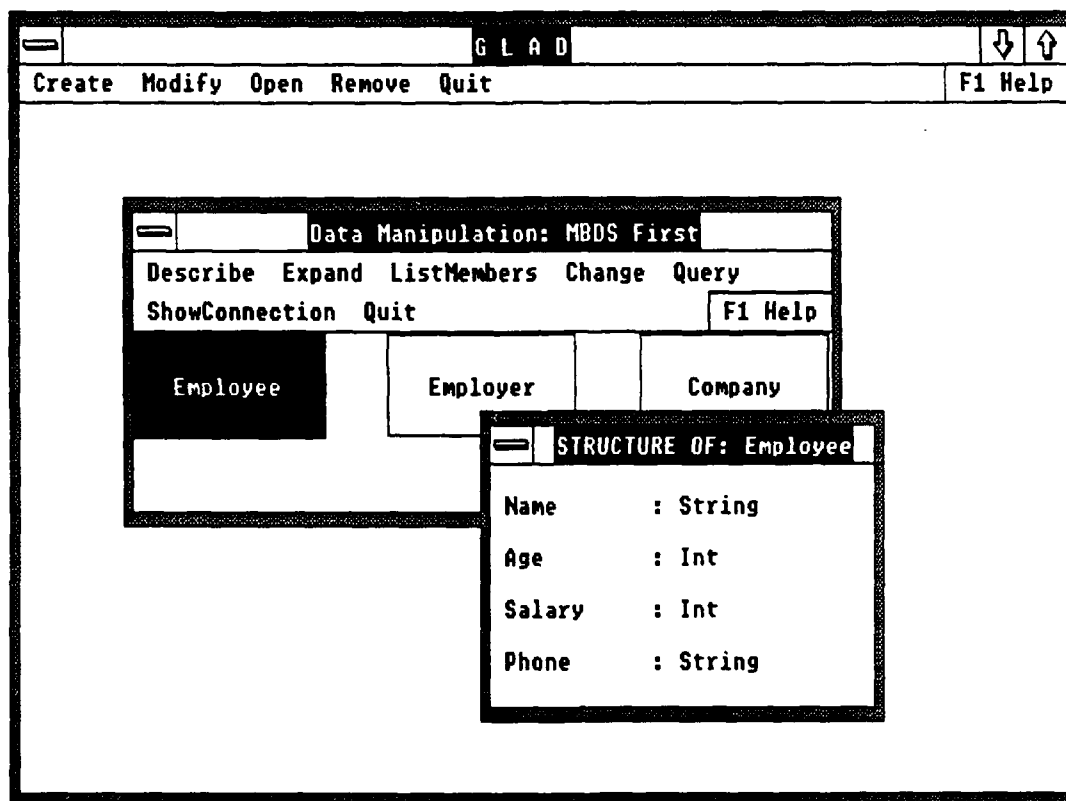 G L A D
Create Modify Open Remove Quit F1 Help
Data Manipulation: MBDS First
Describe Expand ListMembers Change Query
ShowConnection Quit F1 Help
Employee Employer Company
STRUCTURE OF: Employee
Name : String
Age : Int
Salary : Int
Phone : String